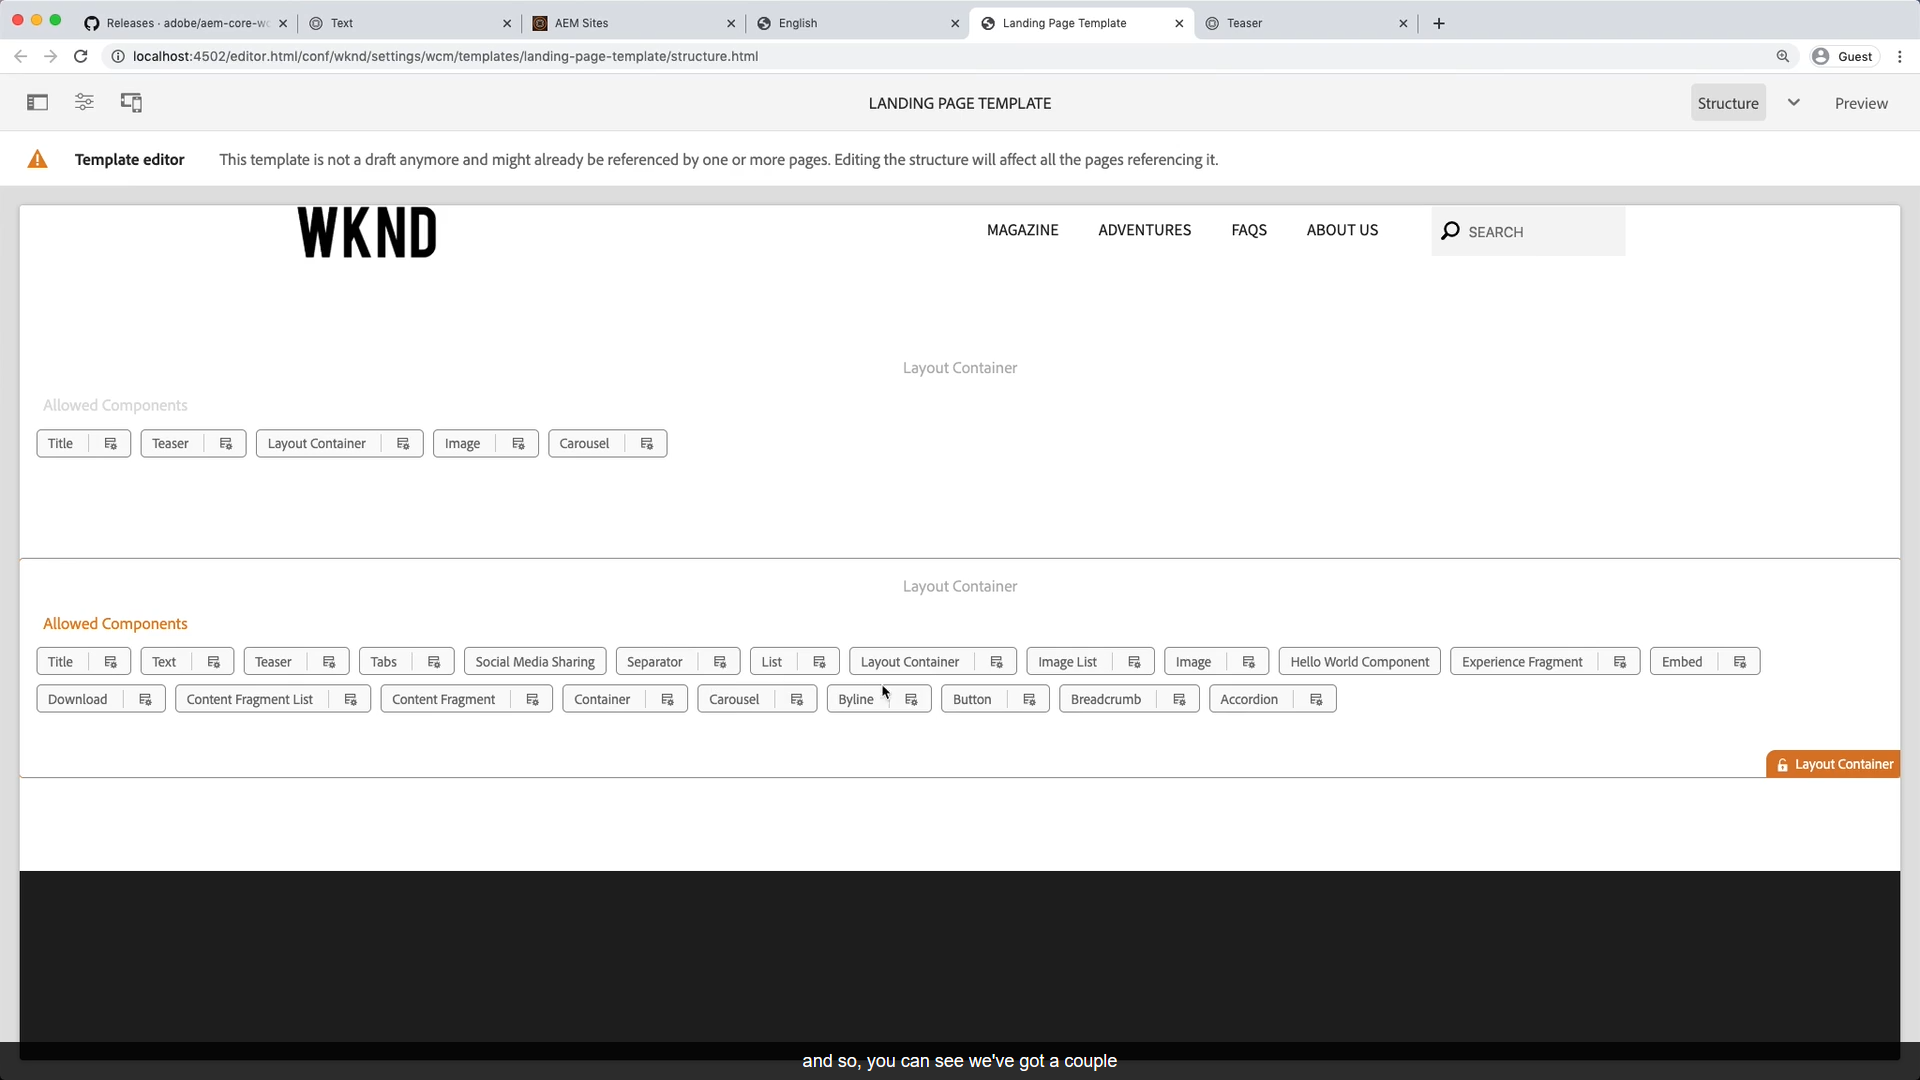 Releases · adobe/aem-core-wc
Text
AEM Sites
English
Landing Page Template
Teaser
localhost:4502/editor.html/conf/wknd/settings/wcm/templates/landing-page-template/structure.html
Guest
LANDING PAGE TEMPLATE
Structure
Preview
Template editor
This template is not a draft anymore and might already be referenced by one or more pages. Editing the structure will affect all the pages referencing it.
WKND
MAGAZINE
ADVENTURES
FAQS
ABOUT US
SEARCH
Layout Container
Allowed Components
Title
Teaser
Layout Container
Image
Carousel
Layout Container
Allowed Components
Title
Text
Teaser
Tabs
Social Media Sharing
Separator
List
Layout Container
Image List
Image
Hello World Component
Experience Fragment
Embed
Download
Content Fragment List
Content Fragment
Container
Carousel
Byline
Button
Breadcrumb
Accordion
Layout Container
and so, you can see we've got a couple